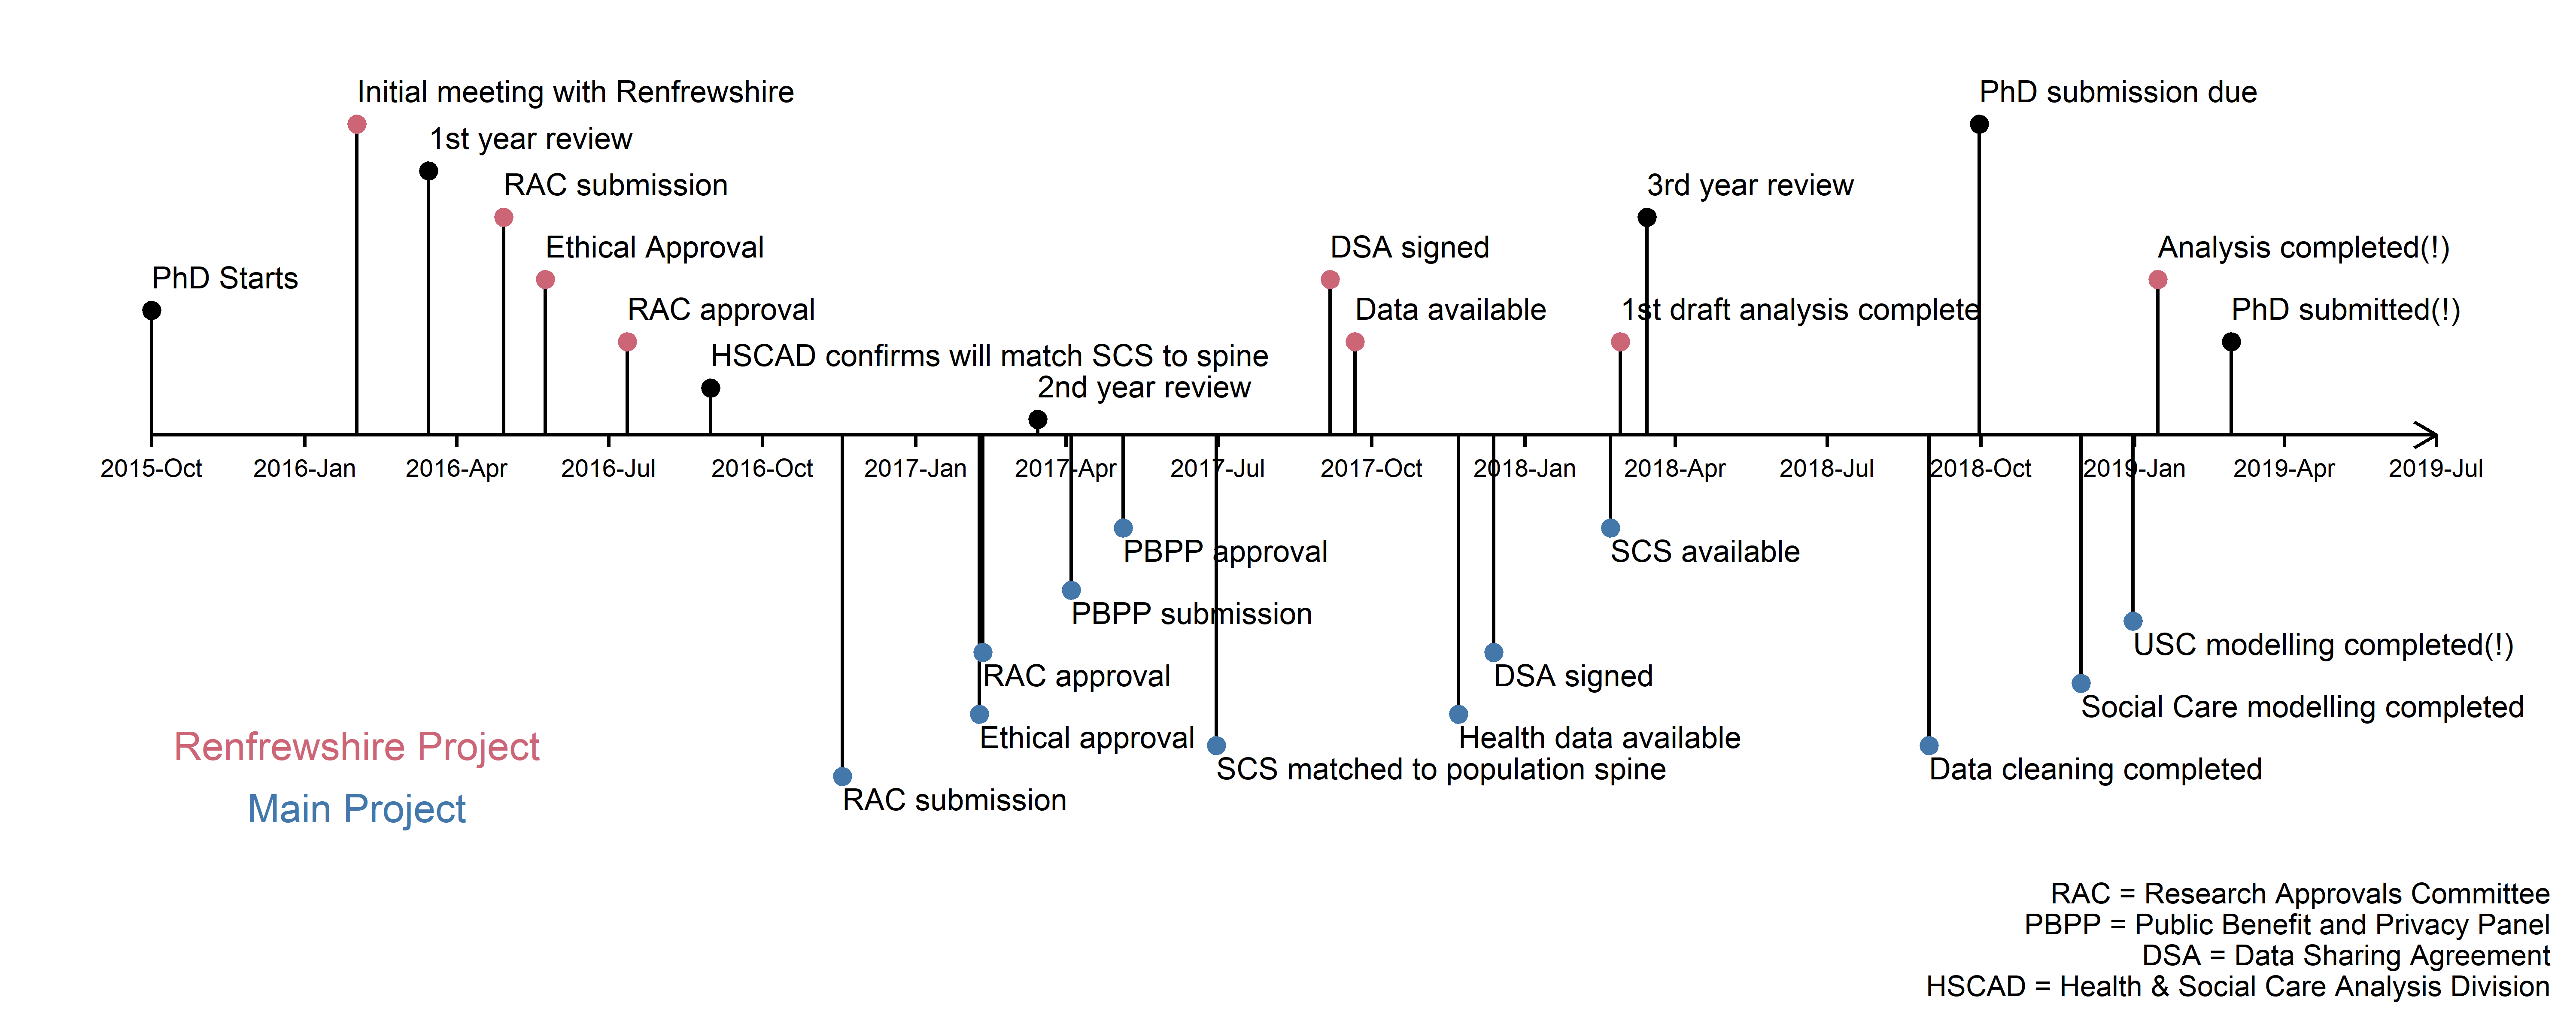 Initial meeting with Renfrewshire
PhD submission due
1st year review
RAC submission
3rd year review
Ethical Approval
DSA signed
Analysis completed(!)
PhD Starts
RAC approval
Data available
1st draft analysis complete
PhD submitted(!)
HSCAD confirms will match SCS to spine
2nd year review
2015-Oct
2016-Jan
2016-Apr
2016-Jul
2016-Oct
2017-Jan
2017-Apr
2017-Jul
2017-Oct
2018-Jan
2018-Apr
2018-Jul
2018-Oct
2019-Jan
2019-Apr
2019-Jul
PBPP approval
SCS available
PBPP submission
USC modelling completed(!)
RAC approval
DSA signed
Social Care modelling completed
Ethical approval
Health data available
SCS matched to population spine
Data cleaning completed
RAC submission
Renfrewshire Project
Main Project
RAC = Research Approvals Committee
PBPP = Public Benefit and Privacy Panel
DSA = Data Sharing Agreement
HSCAD = Health & Social Care Analysis Division